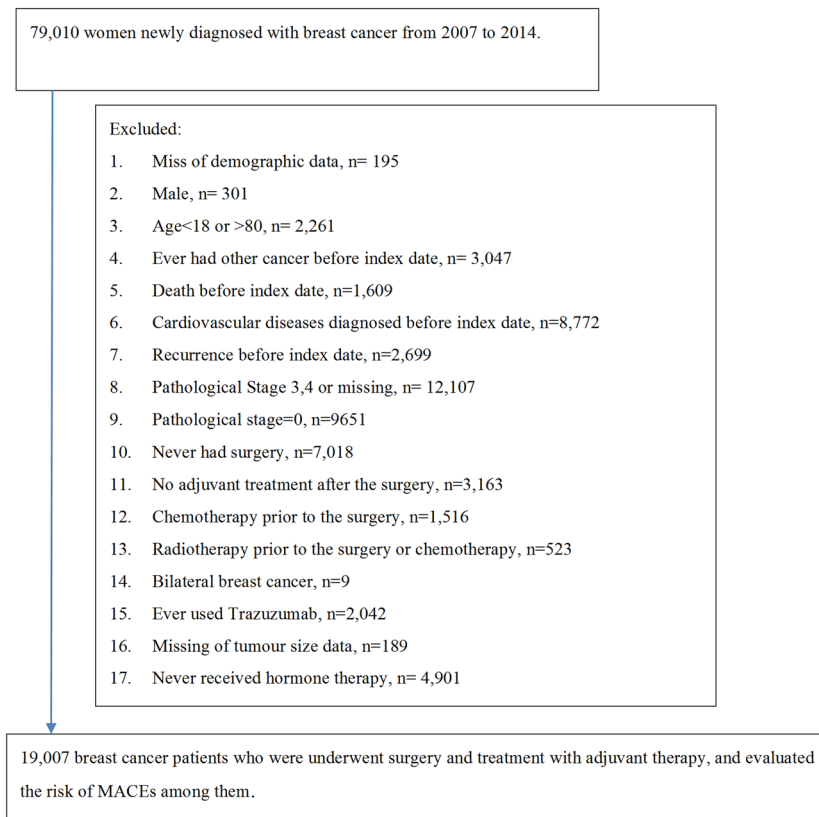 79,010 women newly diagnosed with breast cancer from 2007 to 2014.
Excluded:
1. Miss of demographic data, n= 195
2. Male, n= 301
3. Age<18 or >80, n= 2,261
4. Ever had other cancer before index date, n= 3,047
5. Death before index date, n=1,609
6. Cardiovascular diseases diagnosed before index date, n=8,772
7. Recurrence before index date, n=2,699
8. Pathological Stage 3,4 or missing, n= 12,107
9. Pathological stage=0, n=9651
10. Never had surgery, n=7,018
11. No adjuvant treatment after the surgery, n=3,163
12. Chemotherapy prior to the surgery, n=1,516
13. Radiotherapy prior to the surgery or chemotherapy, n=523
14. Bilateral breast cancer, n=9
15. Ever used Trazuzumab, n=2,042
16. Missing of tumour size data, n=189
17. Never received hormone therapy, n= 4,901
19,007 breast cancer patients who were underwent surgery and treatment with adjuvant therapy, and evaluated
the risk of MACEs among them.